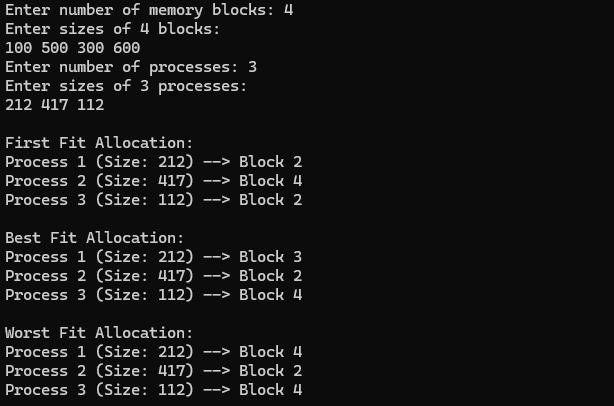 Enter number of memory blocks: 4
Enter sizes of 4 blocks:
100 500 300 600
Enter number of processes: 3
Enter sizes of 3 processes:
212 417 112
First Fit Allocation:
Process 1 (Size: 212) --> Block 2
Process 2 (Size: 417) --> Block 4
Process 3 (Size: 112) --> Block 2
Best Fit Allocation:
Process 1 (Size: 212) --> Block 3
Process 2 (Size: 417) --> Block 2
Process 3 (Size: 112) --> Block 4
Worst Fit Allocation:
Process 1 (Size: 212) --> Block 4
Process 2 (Size: 417) --> Block 2
Process 3 (Size: 112) --> Block 4